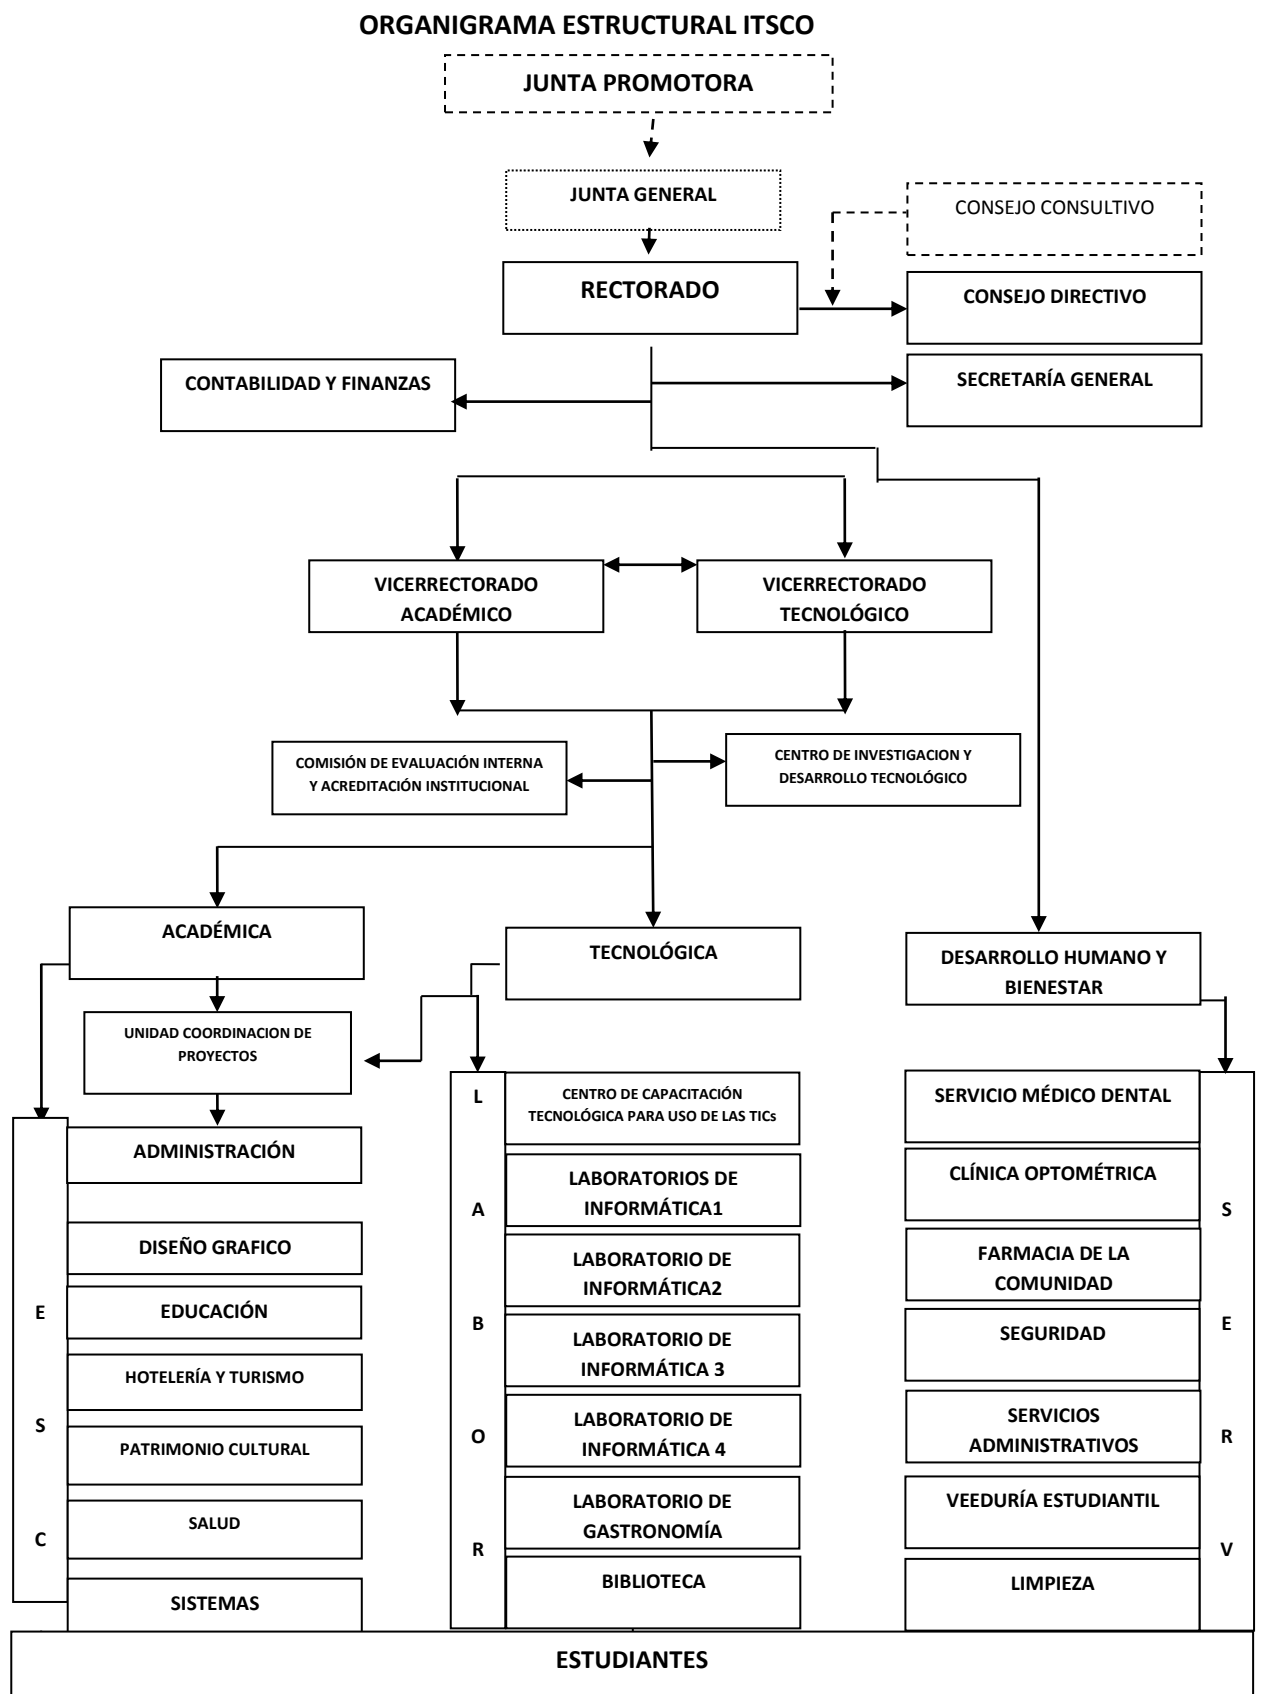 ORGANIGRAMA ESTRUCTURAL ITSCO
JUNTA PROMOTORA
JUNTA GENERAL
CONSEJO CONSULTIVO
RECTORADO
CONSEJO DIRECTIVO
CONTABILIDAD Y FINANZAS
SECRETARÍA GENERAL
VICERRECTORADO
ACADÉMICO
VICERRECTORADO
TECNOLÓGICO
COMISIÓN DE EVALUACIÓN INTERNA
Y ACREDITACIÓN INSTITUCIONAL
CENTRO DE INVESTIGACION Y
DESARROLLO TECNOLÓGICO
ACADÉMICA
TECNOLÓGICA
DESARROLLO HUMANO Y
BIENESTAR
UNIDAD COORDINACION DE
PROYECTOS
E
S
C
ADMINISTRACIÓN
DISEÑO GRAFICO
EDUCACIÓN
HOTELERÍA Y TURISMO
PATRIMONIO CULTURAL
SALUD
SISTEMAS
L
A
B
O
R
CENTRO DE CAPACITACIÓN
TECNOLÓGICA PARA USO DE LAS TICs
LABORATORIOS DE
INFORMÁTICA1
LABORATORIO DE
INFORMÁTICA2
LABORATORIO DE
INFORMÁTICA 3
LABORATORIO DE
INFORMÁTICA 4
LABORATORIO DE
GASTRONOMÍA
BIBLIOTECA
SERVICIO MÉDICO DENTAL
CLÍNICA OPTOMÉTRICA
FARMACIA DE LA
COMUNIDAD
SEGURIDAD
SERVICIOS
ADMINISTRATIVOS
VEEDURÍA ESTUDIANTIL
LIMPIEZA
S
E
R
V
ESTUDIANTES